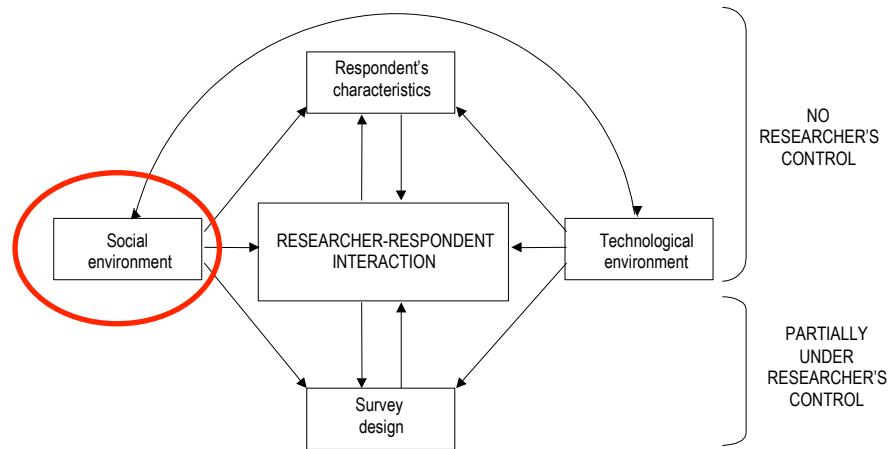 Respondent's
characteristics
NO
RESEARCHER'S
CONTROL
Social
environment
RESEARCHER-RESPONDENT
INTERACTION
Technological
environment
PARTIALLY
UNDER
RESEARCHER'S
CONTROL
Survey
design